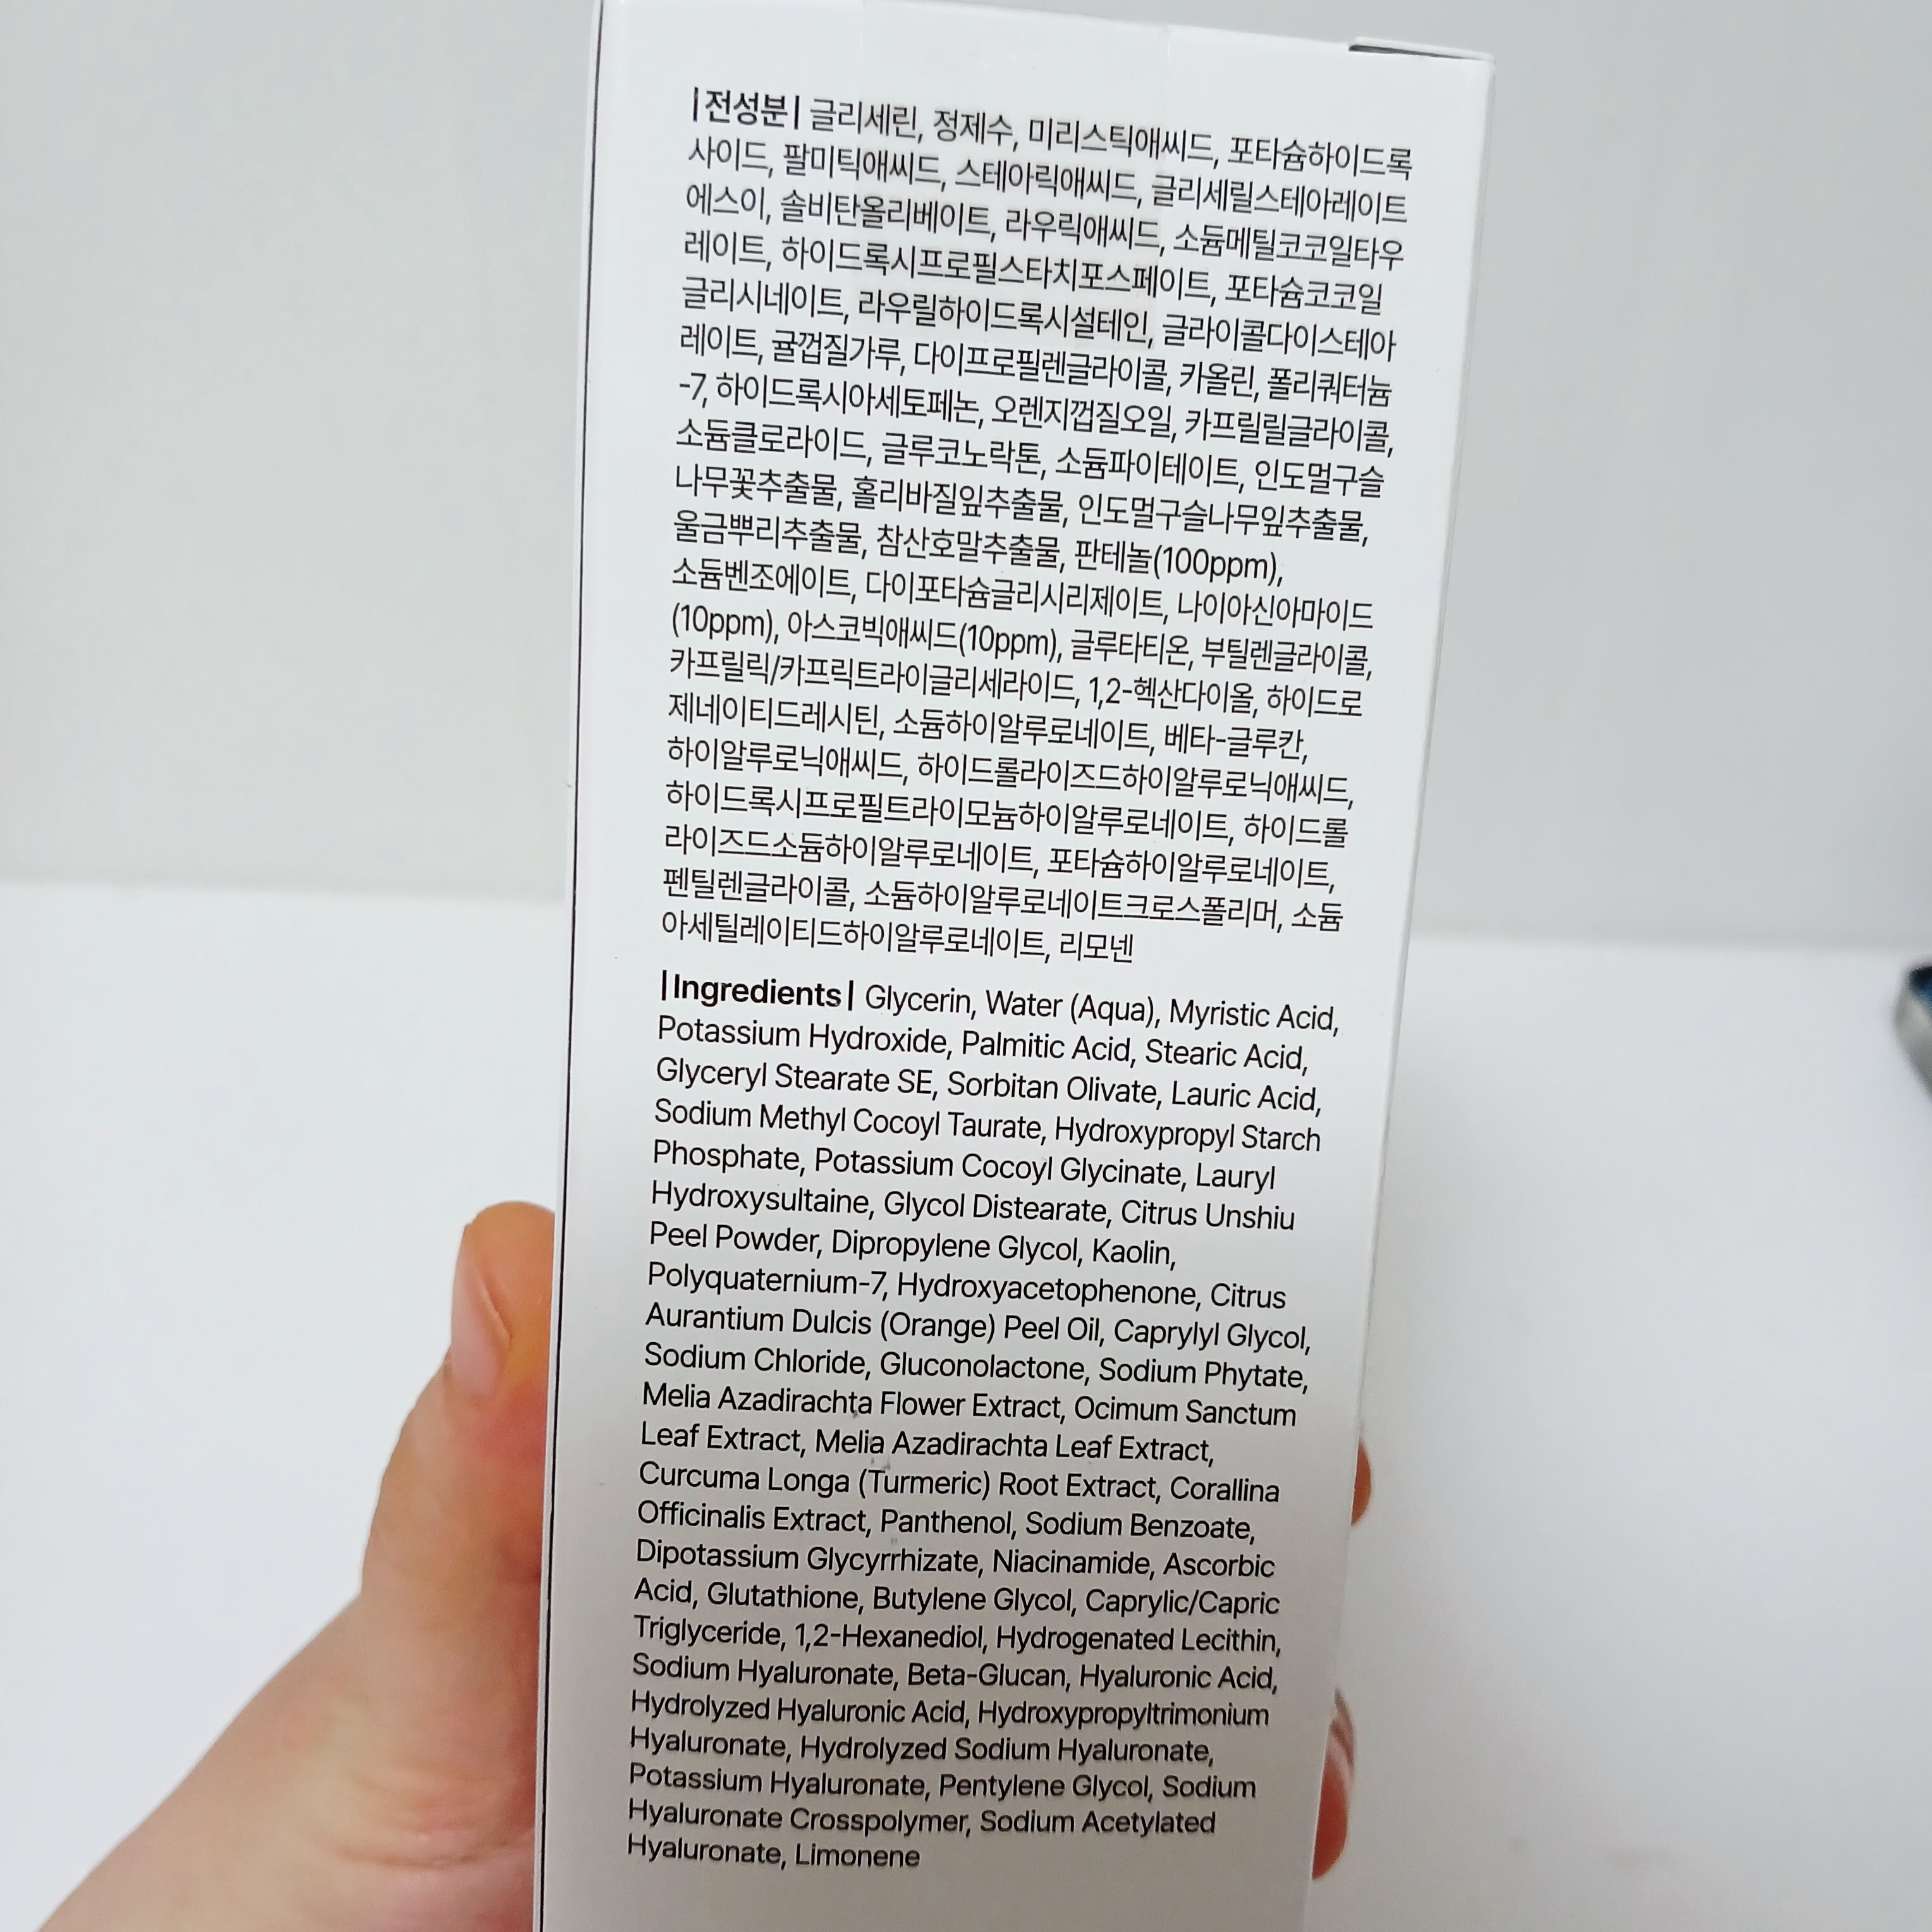 |전성분| 글리세린, 정제수, 미리스틱애씨드, 포타슘하이드록
사이드, 팔미틱애씨드, 스테아릭애씨드, 글리세릴스테아레이트
에스이, 솔비탄올리베이트, 라우릭애씨드, 소듐메틸코코일타우
레이트, 하이드록시프로필스타치포스페이트, 포타슘코코일
글리시네이트, 라우릴하이드록시설테인, 글라이콜다이스테아
레이트, 귤껍질가루, 다이프로필렌글라이콜, 카올린, 폴리쿼터늄
-7, 하이드록시아세토페논, 오렌지껍질오일, 카프릴릴글라이콜,
소듐클로라이드, 글루코노락톤, 소듐파이테이트, 인도멀구슬
나무꽃추출물, 홀리바질잎추출물, 인도멀구슬나무잎추출물,
울금뿌리추출물, 참산호말추출물, 판테놀(100ppm),
소듐벤조에이트, 다이포타슘글리시리제이트, 나이아신아마이드
(10ppm), 아스코빅애씨드(10ppm), 글루타티온, 부틸렌글라이콜,
카프릴릭/카프릭트라이글리세라이드, 1,2-헥산다이올, 하이드로
제네이티드레시틴, 소듐하이알루로네이트, 베타-글루칸,
하이알루로닉애씨드, 하이드롤라이즈드하이알루로닉애씨드,
하이드록시프로필트라이모늄하이알루로네이트, 하이드롤
라이즈드소듐하이알루로네이트, 포타슘하이알루로네이트,
펜틸렌글라이콜, 소듐하이알루로네이트크로스폴리머, 소듐
아세틸레이티드하이알루로네이트, 리모넨
|Ingredients| Glycerin, Water (Aqua), Myristic Acid,
Potassium Hydroxide, Palmitic Acid, Stearic Acid,
Glyceryl Stearate SE, Sorbitan Olivate, Lauric Acid,
Sodium Methyl Cocoyl Taurate, Hydroxypropyl Starch
Phosphate, Potassium Cocoyl Glycinate, Lauryl
Hydroxysultaine, Glycol Distearate, Citrus Unshiu
Peel Powder, Dipropylene Glycol, Kaolin,
Polyquaternium-7, Hydroxyacetophenone, Citrus
Aurantium Dulcis (Orange) Peel Oil, Caprylyl Glycol,
Sodium Chloride, Gluconolactone, Sodium Phytate,
Melia Azadirachta Flower Extract, Ocimum Sanctum
Leaf Extract, Melia Azadirachta Leaf Extract,
Curcuma Longa (Turmeric) Root Extract, Corallina
Officinalis Extract, Panthenol, Sodium Benzoate,
Dipotassium Glycyrrhizate, Niacinamide, Ascorbic
Acid, Glutathione, Butylene Glycol, Caprylic/Capric
Triglyceride, 1,2-Hexanediol, Hydrogenated Lecithin,
Sodium Hyaluronate, Beta-Glucan, Hyaluronic Acid,
Hydrolyzed Hyaluronic Acid, Hydroxypropyltrimonium
Hyaluronate, Hydrolyzed Sodium Hyaluronate,
Potassium Hyaluronate, Pentylene Glycol, Sodium
Hyaluronate Crosspolymer, Sodium Acetylated
Hyaluronate, Limonene